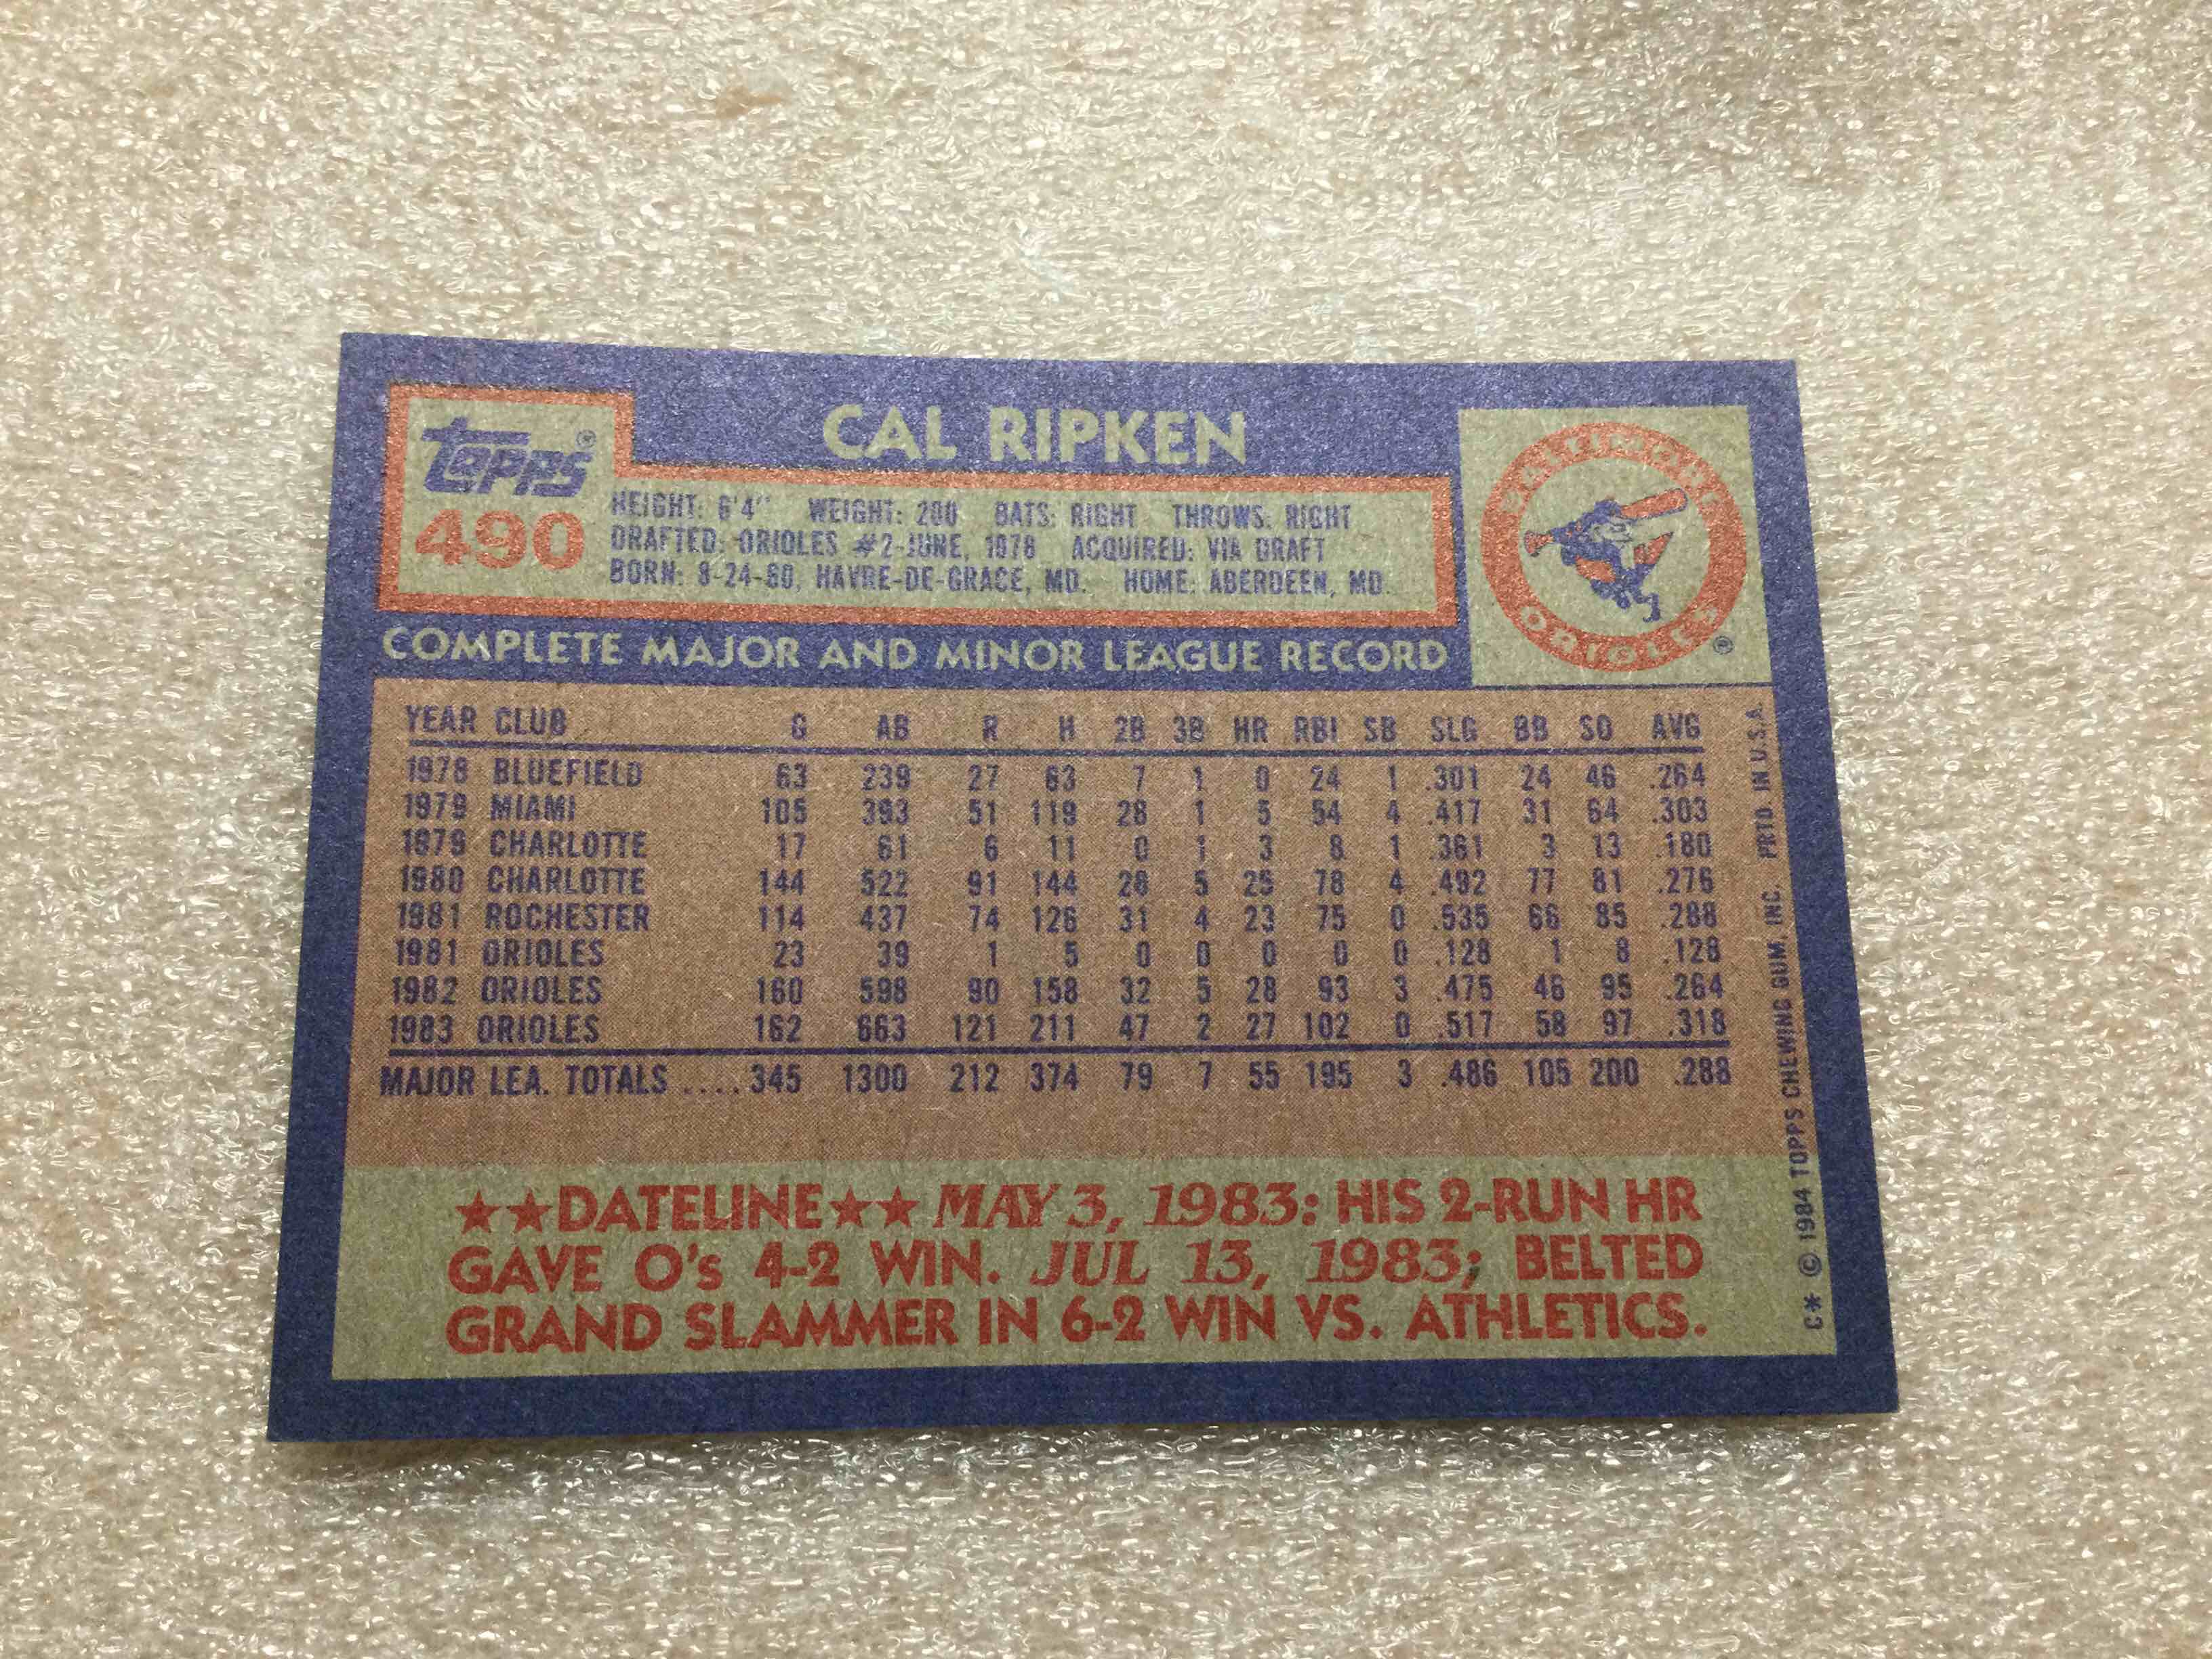 CAL RIPKEN
Topps®
490
HEIGHT: 6'4" WEIGHT: 200 BATS: RIGHT THROWS: RIGHT
DRAFTED: ORIOLES #2-JUNE, 1978 ACQUIRED: VIA DRAFT
BORN: 8-24-60, HAVRE-DE-GRACE, MD. HOME: ABERDEEN, MD.
BALTIMORE
ORIOLES
®
COMPLETE MAJOR AND MINOR LEAGUE RECORD
YEAR CLUB G AB R H 2B 3B HR RBI SB SLG BB SO AVG
1978 BLUEFIELD 63 239 27 63 7 1 0 24 1 .301 24 46 .264
1979 MIAMI 105 393 51 119 28 1 5 54 4 .417 31 64 .303
1979 CHARLOTTE 17 61 6 11 0 1 3 8 1 .361 3 13 .180
1980 CHARLOTTE 144 522 91 144 28 5 25 78 4 .492 77 81 .276
1981 ROCHESTER 114 437 74 126 31 4 23 75 0 .535 66 85 .288
1981 ORIOLES 23 39 1 5 0 0 0 0 0 .128 1 8 .128
1982 ORIOLES 160 598 90 158 32 5 28 93 3 .475 46 95 .264
1983 ORIOLES 162 663 121 211 47 2 27 102 0 .517 58 97 .318
MAJOR LEA. TOTALS .... 345 1300 212 374 79 7 55 195 3 .486 105 200 .288
★★DATELINE★★ MAY 3, 1983: HIS 2-RUN HR
GAVE O's 4-2 WIN. JUL 13, 1983; BELTED
GRAND SLAMMER IN 6-2 WIN VS. ATHLETICS.
C* © 1984 TOPPS CHEWING GUM, INC. PRTD. IN U.S.A.